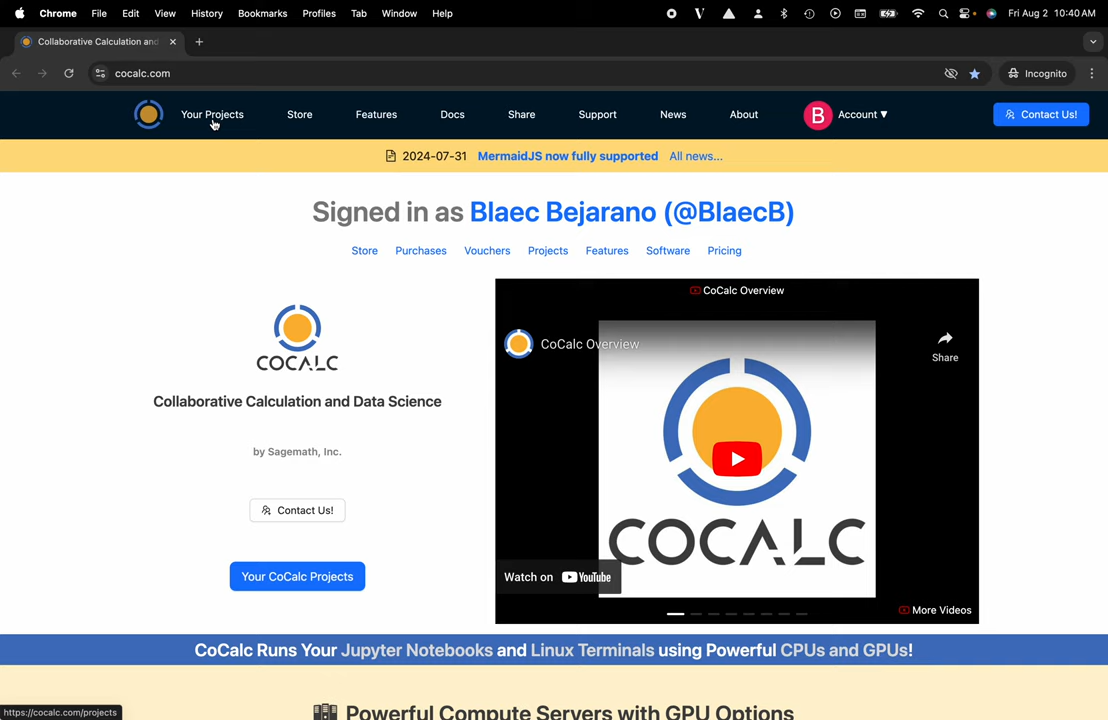 Chrome File Edit View History Bookmarks Profiles Tab Window Help Fri Aug 2 10:40 AM
Collaborative Calculation and
cocalc.com Incognito
Your Projects Store Features Docs Share Support News About B Account ▼ Contact Us!
2024-07-31 MermaidJS now fully supported All news...
Signed in as Blaec Bejarano (@BlaecB)
Store Purchases Vouchers Projects Features Software Pricing
COCALC
Collaborative Calculation and Data Science
by Sagemath, Inc.
Contact Us!
Your CoCalc Projects
CoCalc Overview
CoCalc Overview
Share
COCALC
Watch on YouTube
More Videos
CoCalc Runs Your Jupyter Notebooks and Linux Terminals using Powerful CPUs and GPUs!
Powerful Compute Servers with GPU Options
https://cocalc.com/projects